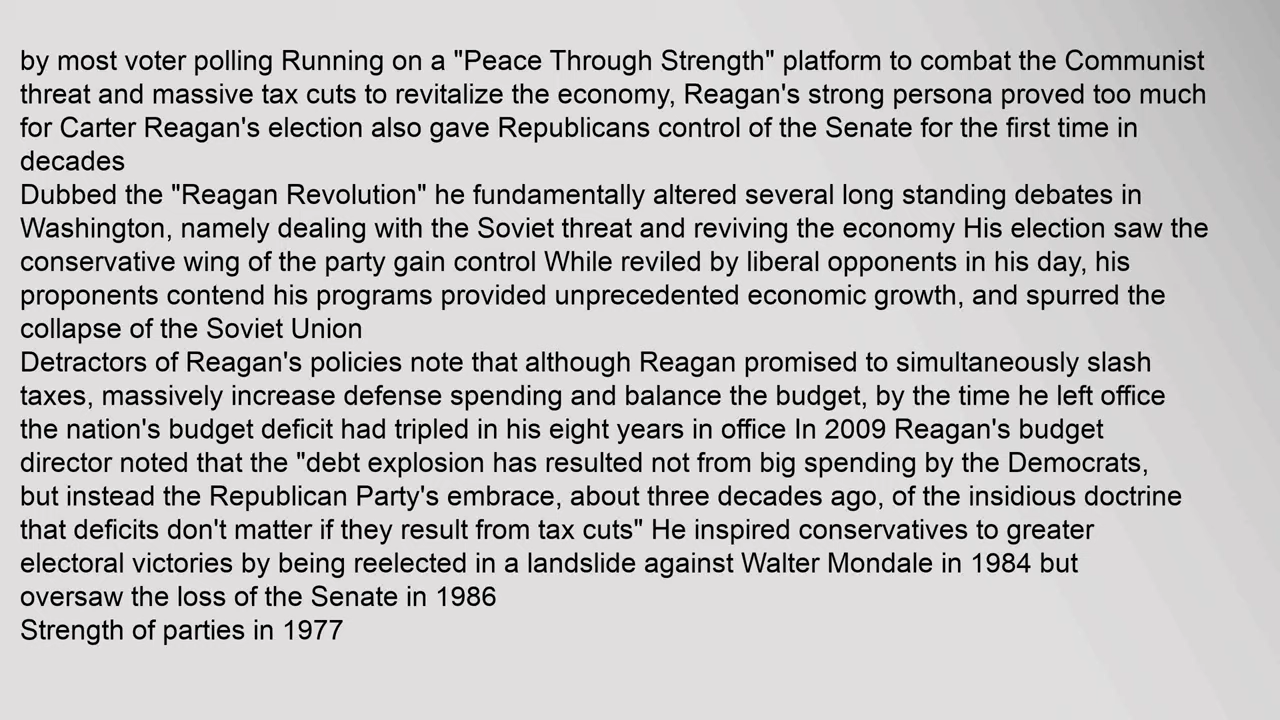 by most voter polling Running on a "Peace Through Strength" platform to combat the Communist
threat and massive tax cuts to revitalize the economy, Reagan's strong persona proved too much
for Carter Reagan's election also gave Republicans control of the Senate for the first time in
decades
Dubbed the "Reagan Revolution" he fundamentally altered several long standing debates in
Washington, namely dealing with the Soviet threat and reviving the economy His election saw the
conservative wing of the party gain control While reviled by liberal opponents in his day, his
proponents contend his programs provided unprecedented economic growth, and spurred the
collapse of the Soviet Union
Detractors of Reagan's policies note that although Reagan promised to simultaneously slash
taxes, massively increase defense spending and balance the budget, by the time he left office
the nation's budget deficit had tripled in his eight years in office In 2009 Reagan's budget
director noted that the "debt explosion has resulted not from big spending by the Democrats,
but instead the Republican Party's embrace, about three decades ago, of the insidious doctrine
that deficits don't matter if they result from tax cuts" He inspired conservatives to greater
electoral victories by being reelected in a landslide against Walter Mondale in 1984 but
oversaw the loss of the Senate in 1986
Strength of parties in 1977